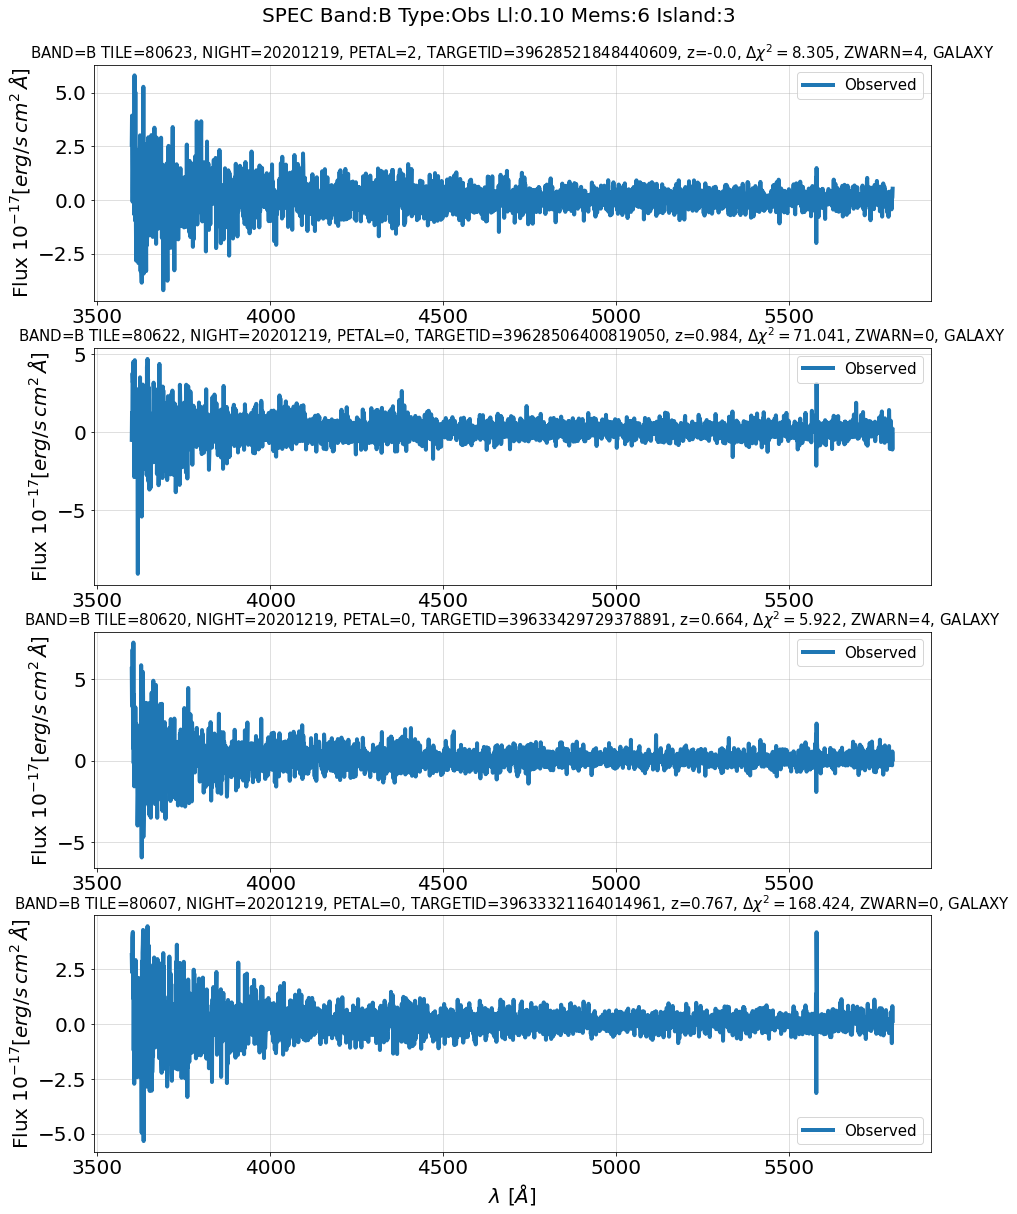 SPEC Band:B Type:Obs Ll:0.10 Mems:6 Island:3
BAND=B TILE=80623, NIGHT=20201219, PETAL=2, TARGETID=39628521848440609, z=-0.0, Δχ²=8.305, ZWARN=4, GALAXY
Flux 10⁻¹⁷[erg/s cm² Å]
5.0
2.5
0.0
−2.5
Observed
3500 4000 4500 5000 5500
BAND=B TILE=80622, NIGHT=20201219, PETAL=0, TARGETID=39628506400819050, z=0.984, Δχ²=71.041, ZWARN=0, GALAXY
Flux 10⁻¹⁷[erg/s cm² Å]
5
0
−5
Observed
3500 4000 4500 5000 5500
BAND=B TILE=80620, NIGHT=20201219, PETAL=0, TARGETID=39633429729378891, z=0.664, Δχ²=5.922, ZWARN=4, GALAXY
Flux 10⁻¹⁷[erg/s cm² Å]
5
0
−5
Observed
3500 4000 4500 5000 5500
BAND=B TILE=80607, NIGHT=20201219, PETAL=0, TARGETID=39633321164014961, z=0.767, Δχ²=168.424, ZWARN=0, GALAXY
Flux 10⁻¹⁷[erg/s cm² Å]
2.5
0.0
−2.5
−5.0
Observed
3500 4000 4500 5000 5500
λ [Å]